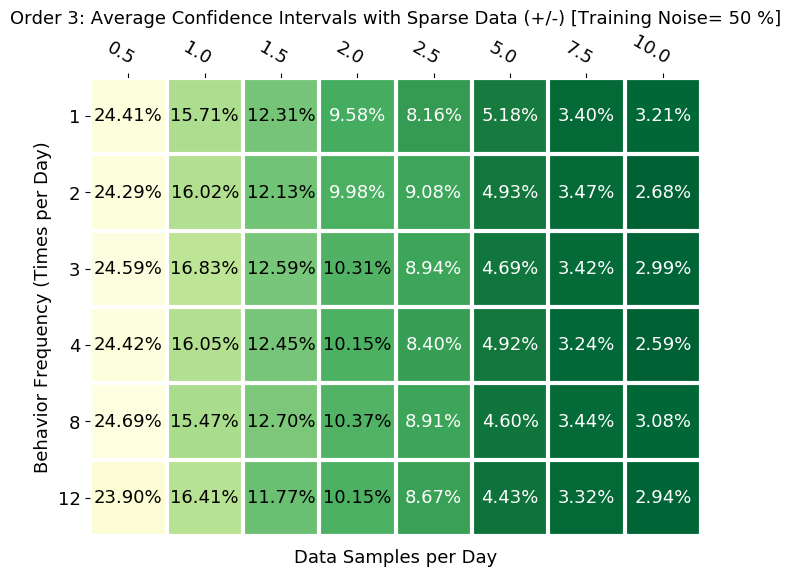 Order 3: Average Confidence Intervals with Sparse Data (+/-) [Training Noise= 50 %]
0.5 1.0 1.5 2.0 2.5 5.0 7.5 10.0
Behavior Frequency (Times per Day)
1 24.41% 15.71% 12.31% 9.58% 8.16% 5.18% 3.40% 3.21%
2 24.29% 16.02% 12.13% 9.98% 9.08% 4.93% 3.47% 2.68%
3 24.59% 16.83% 12.59% 10.31% 8.94% 4.69% 3.42% 2.99%
4 24.42% 16.05% 12.45% 10.15% 8.40% 4.92% 3.24% 2.59%
8 24.69% 15.47% 12.70% 10.37% 8.91% 4.60% 3.44% 3.08%
12 23.90% 16.41% 11.77% 10.15% 8.67% 4.43% 3.32% 2.94%
Data Samples per Day